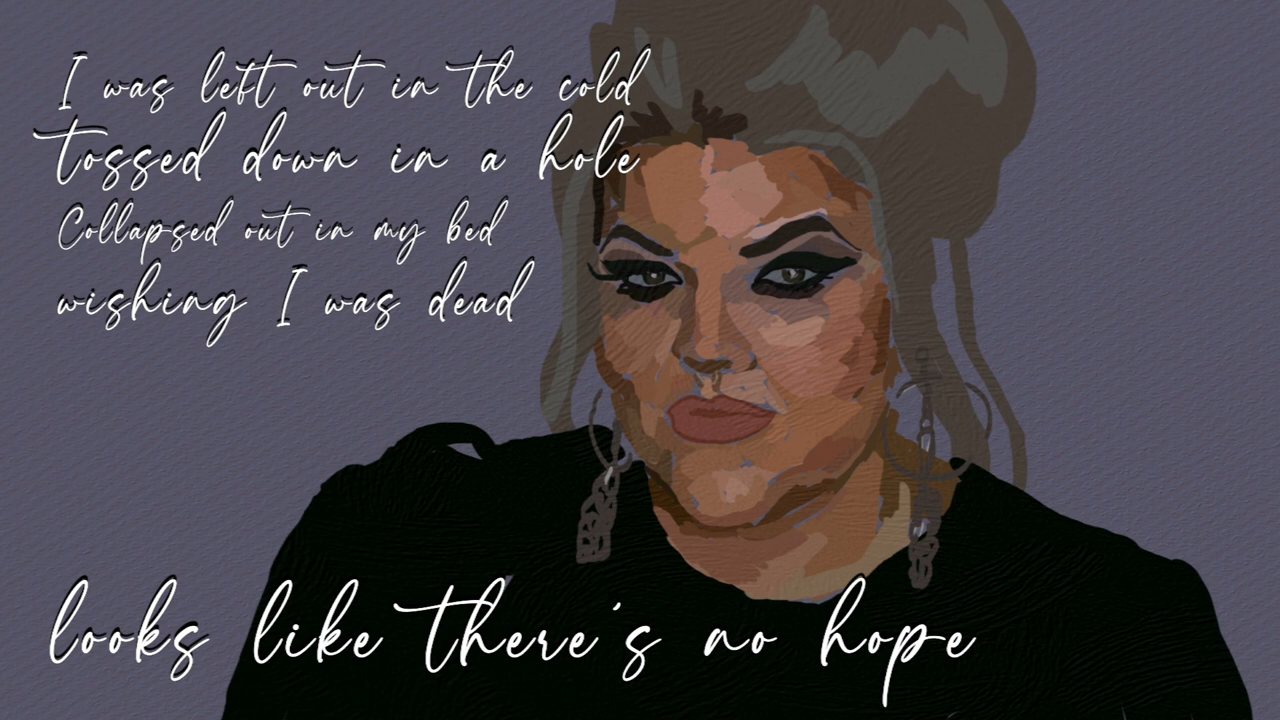 I was left out in the cold
tossed down in a hole
Collapsed out in my bed
wishing I was dead
looks like there's no hope